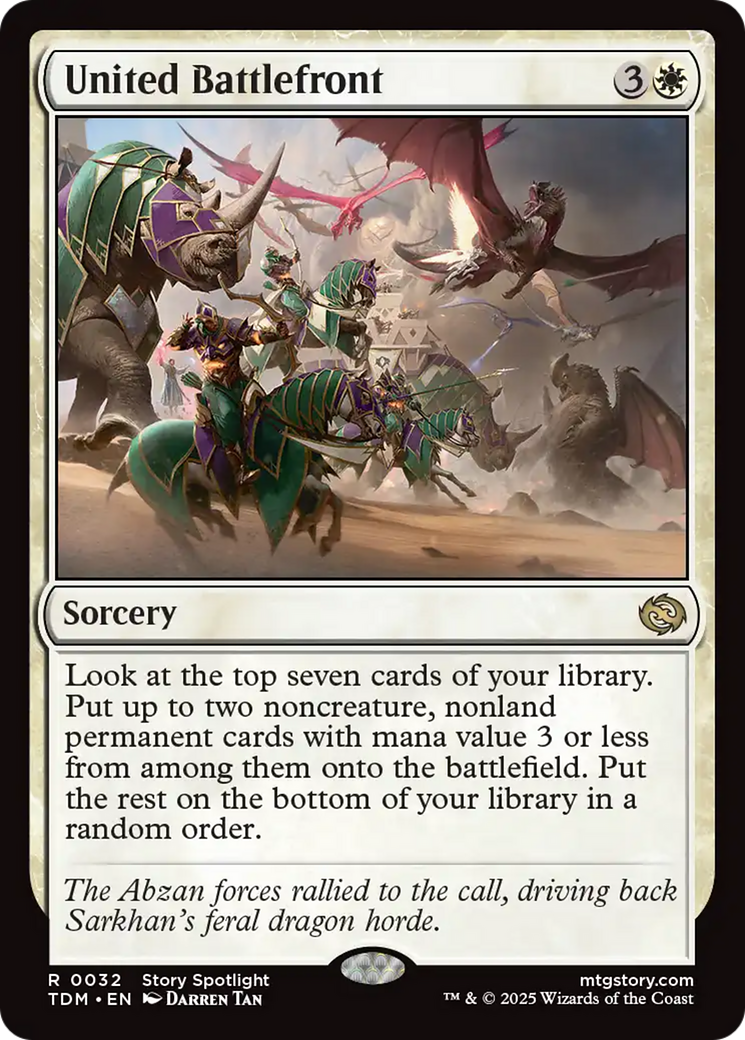 United Battlefront 3
Sorcery
Look at the top seven cards of your library.
Put up to two noncreature, nonland
permanent cards with mana value 3 or less
from among them onto the battlefield. Put
the rest on the bottom of your library in a
random order.
The Abzan forces rallied to the call, driving back
Sarkhan's feral dragon horde.
R 0032 Story Spotlight mtgstory.com
TDM • EN DARREN TAN ™ & © 2025 Wizards of the Coast